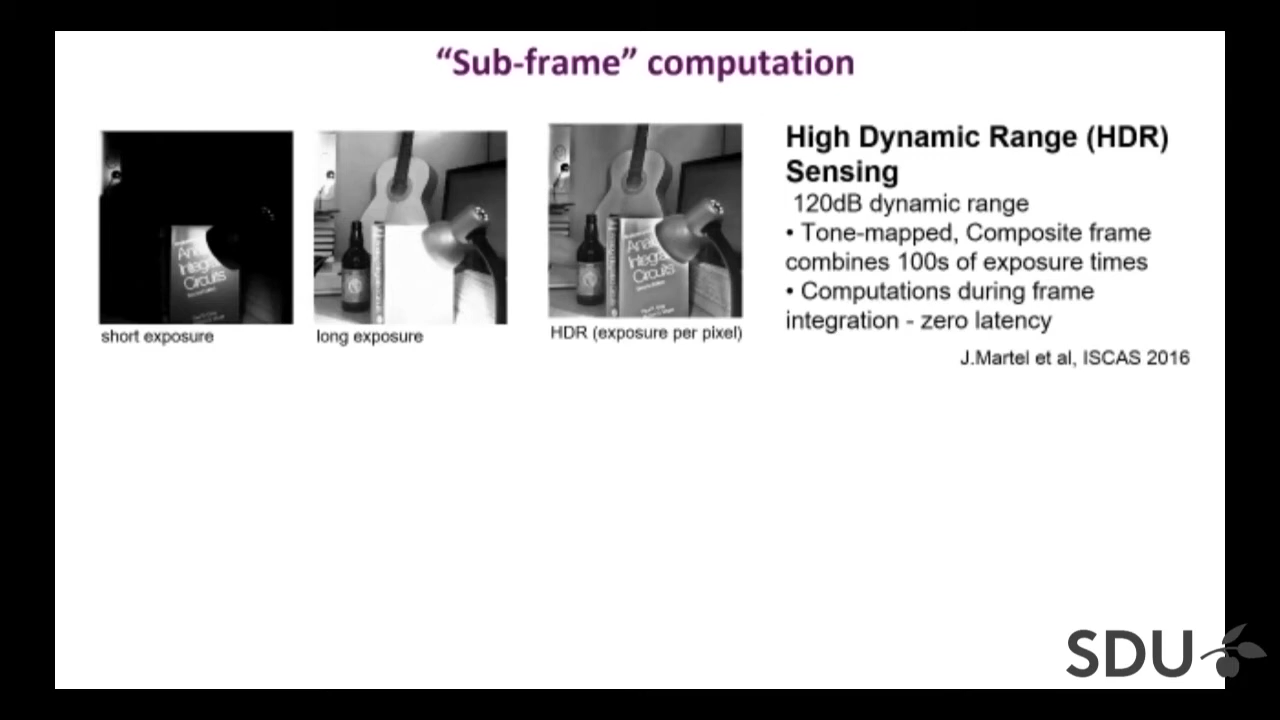 “Sub-frame” computation
short exposure
long exposure
HDR (exposure per pixel)
High Dynamic Range (HDR)
Sensing
120dB dynamic range
• Tone-mapped, Composite frame
combines 100s of exposure times
• Computations during frame
integration - zero latency
J.Martel et al, ISCAS 2016
Integrated
Circuits
SDU